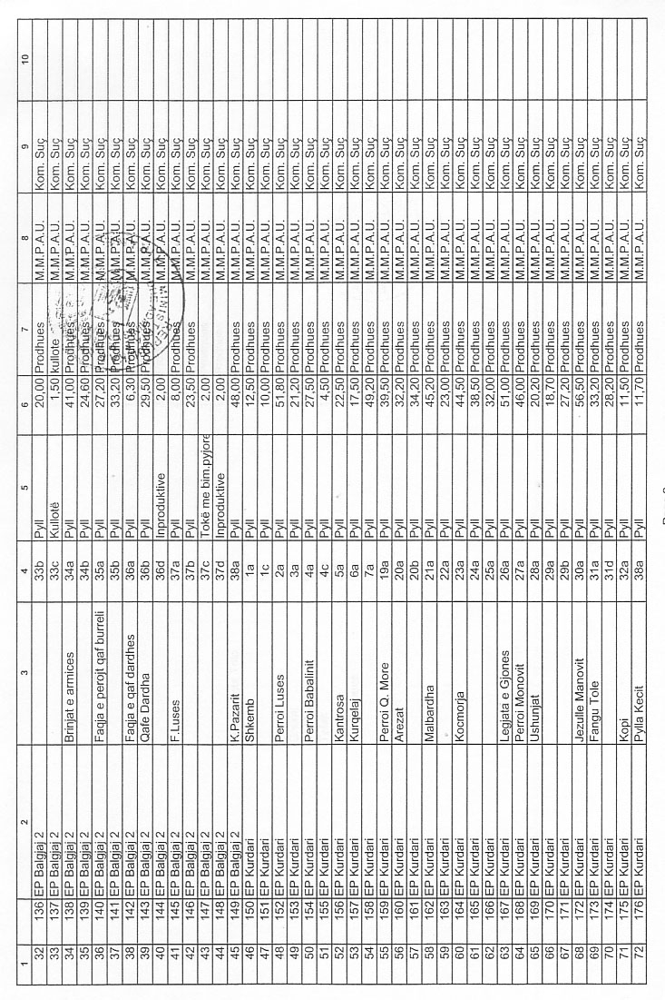 1 2 3 4 5 6 7 8 9 10
32 136 EP Balgjaj 2 33b Pyll 20,00 Prodhues M.M.P.A.U. Kom. Suç
33 137 EP Balgjaj 2 33c Kullotë 1,50 kullote M.M.P.A.U. Kom. Suç
34 138 EP Balgjaj 2 Brinjat e armices 34a Pyll 41,00 Prodhues M.M.P.A.U. Kom. Suç
35 139 EP Balgjaj 2 34b Pyll 24,60 Prodhues M.M.P.A.U. Kom. Suç
36 140 EP Balgjaj 2 Faqja e perojt qaf burreli 35a Pyll 27,20 Prodhues M.M.P.A.U. Kom. Suç
37 141 EP Balgjaj 2 35b Pyll 33,20 Prodhues M.M.P.A.U. Kom. Suç
38 142 EP Balgjaj 2 Faqja e qaf dardhes 36a Pyll 6,30 Prodhues M.M.P.A.U. Kom. Suç
39 143 EP Balgjaj 2 Qafe Dardha 36b Pyll 29,50 Prodhues M.M.P.A.U. Kom. Suç
40 144 EP Balgjaj 2 36d Inproduktive 2,00 M.M.P.A.U. Kom. Suç
41 145 EP Balgjaj 2 F.Luses 37a Pyll 8,00 Prodhues M.M.P.A.U. Kom. Suç
42 146 EP Balgjaj 2 37b Pyll 23,50 Prodhues M.M.P.A.U. Kom. Suç
43 147 EP Balgjaj 2 37c Tokë me bim.pyjore 2,00 M.M.P.A.U. Kom. Suç
44 148 EP Balgjaj 2 37d Inproduktive 2,00 M.M.P.A.U. Kom. Suç
45 149 EP Balgjaj 2 K.Pazarit 38a Pyll 48,00 Prodhues M.M.P.A.U. Kom. Suç
46 150 EP Kurdari Shkemb 1a Pyll 12,50 Prodhues M.M.P.A.U. Kom. Suç
47 151 EP Kurdari 1c Pyll 10,00 Prodhues M.M.P.A.U. Kom. Suç
48 152 EP Kurdari Perroi Luses 2a Pyll 51,80 Prodhues M.M.P.A.U. Kom. Suç
49 153 EP Kurdari 3a Pyll 21,20 Prodhues M.M.P.A.U. Kom. Suç
50 154 EP Kurdari Perroi Babalinit 4a Pyll 27,50 Prodhues M.M.P.A.U. Kom. Suç
51 155 EP Kurdari 4c Pyll 4,50 Prodhues M.M.P.A.U. Kom. Suç
52 156 EP Kurdari Kantrosa 5a Pyll 22,50 Prodhues M.M.P.A.U. Kom. Suç
53 157 EP Kurdari Kurqelaj 6a Pyll 17,50 Prodhues M.M.P.A.U. Kom. Suç
54 158 EP Kurdari 7a Pyll 49,20 Prodhues M.M.P.A.U. Kom. Suç
55 159 EP Kurdari Perroi Q. More 19a Pyll 39,50 Prodhues M.M.P.A.U. Kom. Suç
56 160 EP Kurdari Arezat 20a Pyll 32,20 Prodhues M.M.P.A.U. Kom. Suç
57 161 EP Kurdari 20b Pyll 34,20 Prodhues M.M.P.A.U. Kom. Suç
58 162 EP Kurdari Malbardha 21a Pyll 45,20 Prodhues M.M.P.A.U. Kom. Suç
59 163 EP Kurdari 22a Pyll 23,00 Prodhues M.M.P.A.U. Kom. Suç
60 164 EP Kurdari Kocmorja 23a Pyll 44,50 Prodhues M.M.P.A.U. Kom. Suç
61 165 EP Kurdari 24a Pyll 38,50 Prodhues M.M.P.A.U. Kom. Suç
62 166 EP Kurdari 25a Pyll 32,00 Prodhues M.M.P.A.U. Kom. Suç
63 167 EP Kurdari Legjata e Gjones 26a Pyll 51,00 Prodhues M.M.P.A.U. Kom. Suç
64 168 EP Kurdari Perroi Monovit 27a Pyll 46,00 Prodhues M.M.P.A.U. Kom. Suç
65 169 EP Kurdari Ushunjat 28a Pyll 20,20 Prodhues M.M.P.A.U. Kom. Suç
66 170 EP Kurdari 29a Pyll 18,70 Prodhues M.M.P.A.U. Kom. Suç
67 171 EP Kurdari 29b Pyll 27,20 Prodhues M.M.P.A.U. Kom. Suç
68 172 EP Kurdari Jezulle Manovit 30a Pyll 56,50 Prodhues M.M.P.A.U. Kom. Suç
69 173 EP Kurdari Fangu Tole 31a Pyll 33,20 Prodhues M.M.P.A.U. Kom. Suç
70 174 EP Kurdari 31d Pyll 28,20 Prodhues M.M.P.A.U. Kom. Suç
71 175 EP Kurdari Kopi 32a Pyll 11,50 Prodhues M.M.P.A.U. Kom. Suç
72 176 EP Kurdari Pylla Kecit 38a Pyll 11,70 Prodhues M.M.P.A.U. Kom. Suç